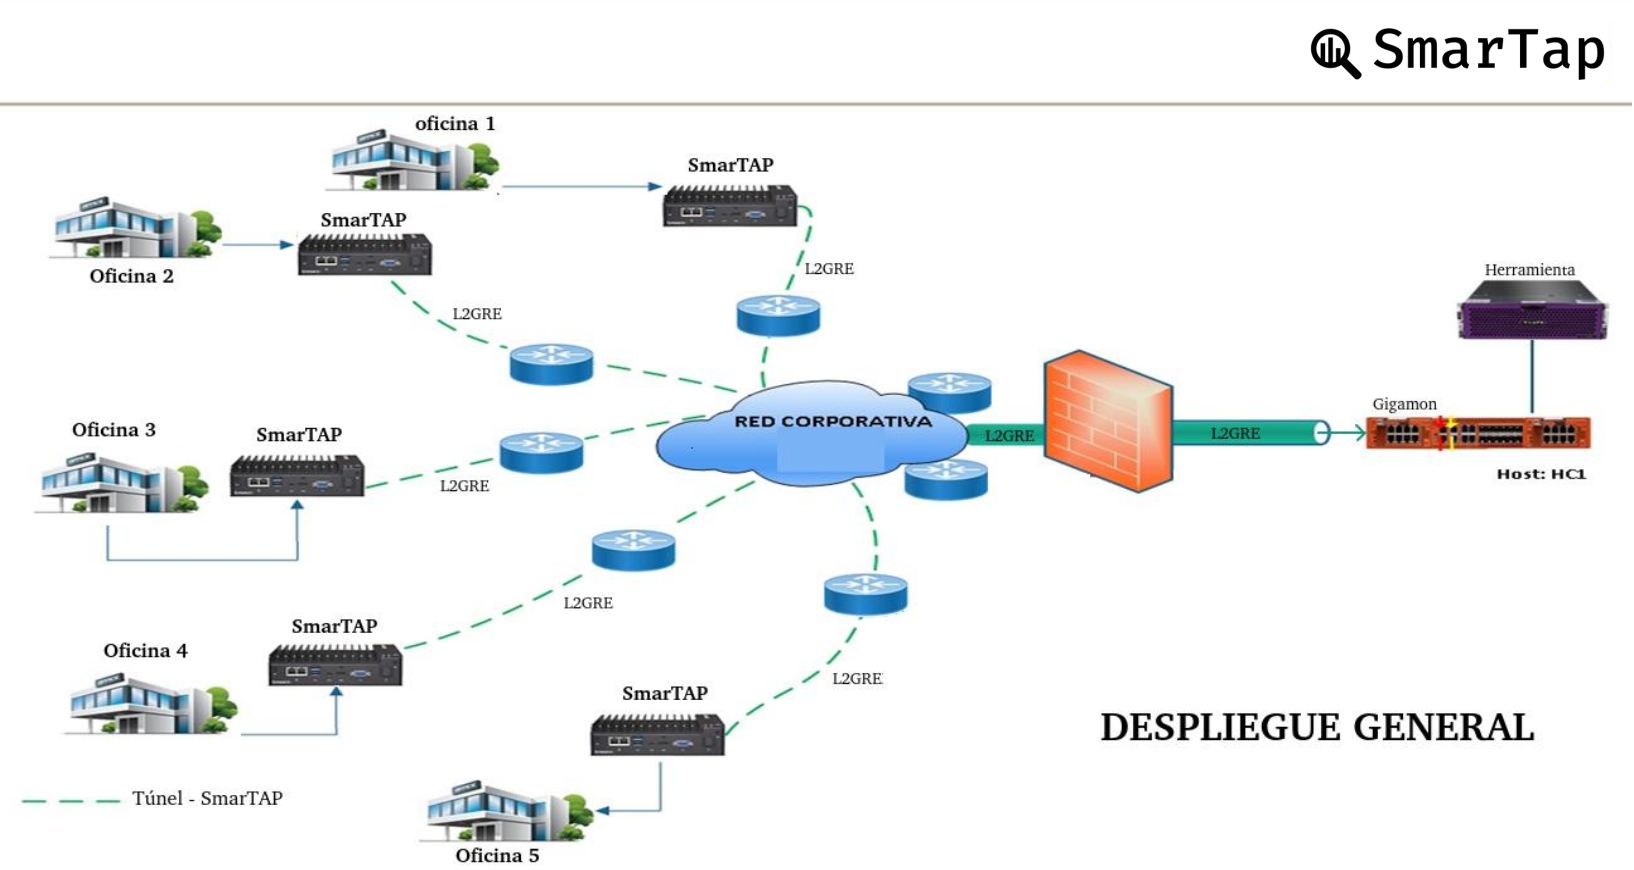 SmarTap
oficina 1
SmarTAP
SmarTAP
Oficina 2
L2GRE
L2GRE
Herramienta
Gigamon
RED CORPORATIVA
L2GRE
L2GRE
Host: HC1
Oficina 3
SmarTAP
L2GRE
L2GRE
SmarTAP
Oficina 4
L2GRE
SmarTAP
DESPLIEGUE GENERAL
Túnel - SmarTAP
Oficina 5